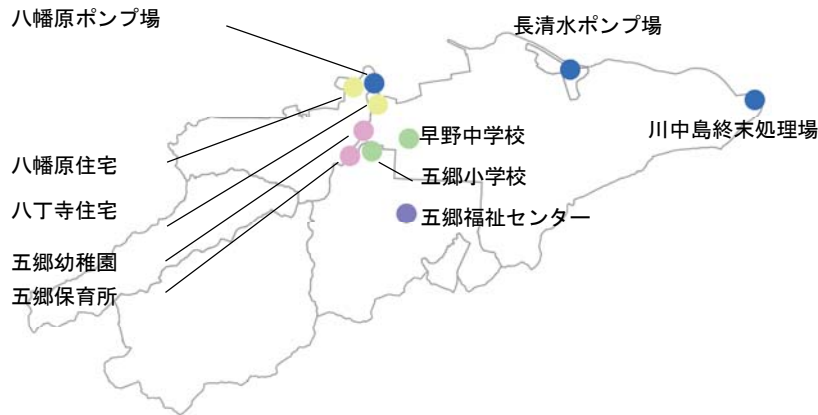 八幡原ポンプ場
長清水ポンプ場
川中島終末処理場
早野中学校
八幡原住宅
五郷小学校
八丁寺住宅
五郷福祉センター
五郷幼稚園
五郷保育所